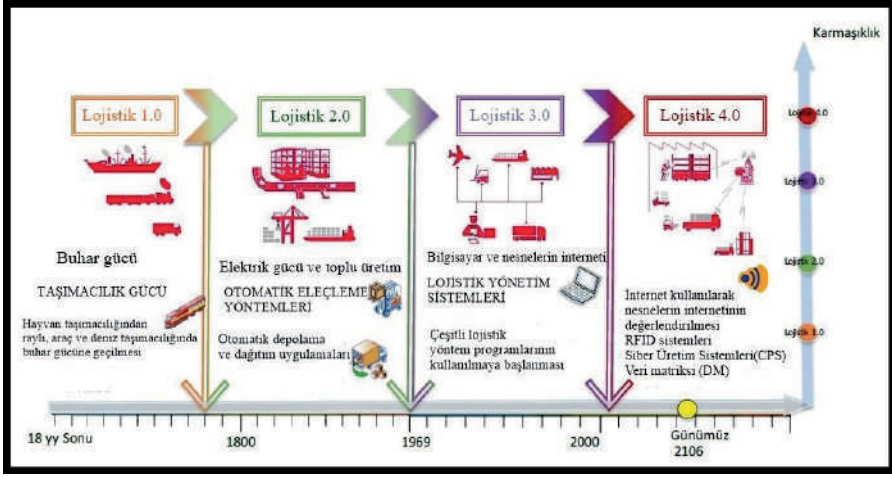 Karmaşıklık
Lojistik 1.0
Lojistik 2.0
Lojistik 3.0
Lojistik 4.0
Lojistik 4.0
Lojistik 3.0
Lojistik 2.0
Lojistik 1.0
Buhar gücü
TAŞIMACILIK GÜCÜ
Hayvan taşımacılığından
raylı, araç ve deniz taşımacılığında
buhar gücüne geçilmesi
Elektrik gücü ve toplu üretim
OTOMATİK ELEÇLEME
YÖNTEMLERİ
Otomatik depolama
ve dağıtım uygulamaları
Bilgisayar ve nesnelerin interneti
LOJİSTİK YÖNETİM
SİSTEMLERİ
Çeşitli lojistik
yöntem programlarının
kullanılmaya başlanması
Internet kullanılarak
nesnelerin internetinin
değerlendirilmesi
RFID sistemleri
Siber Üretim Sistemleri(CPS)
Veri matriksi (DM)
18 yy Sonu
1800
1969
2000
Günümüz
2106